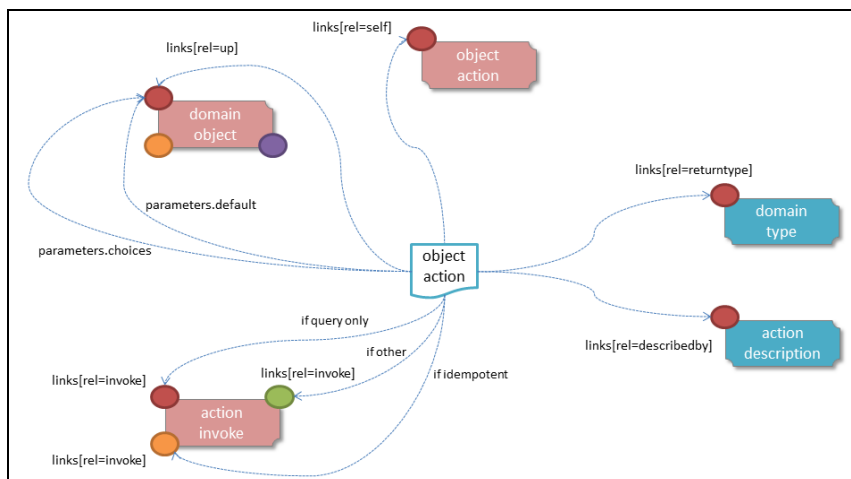 links[rel=self]
object
action
links[rel=up]
domain
object
links[rel=returntype]
domain
type
parameters.default
parameters.choices
object
action
if query only
links[rel=describedby]
action
description
if other
links[rel=invoke]
links[rel=invoke]
if idempotent
action
invoke
links[rel=invoke]